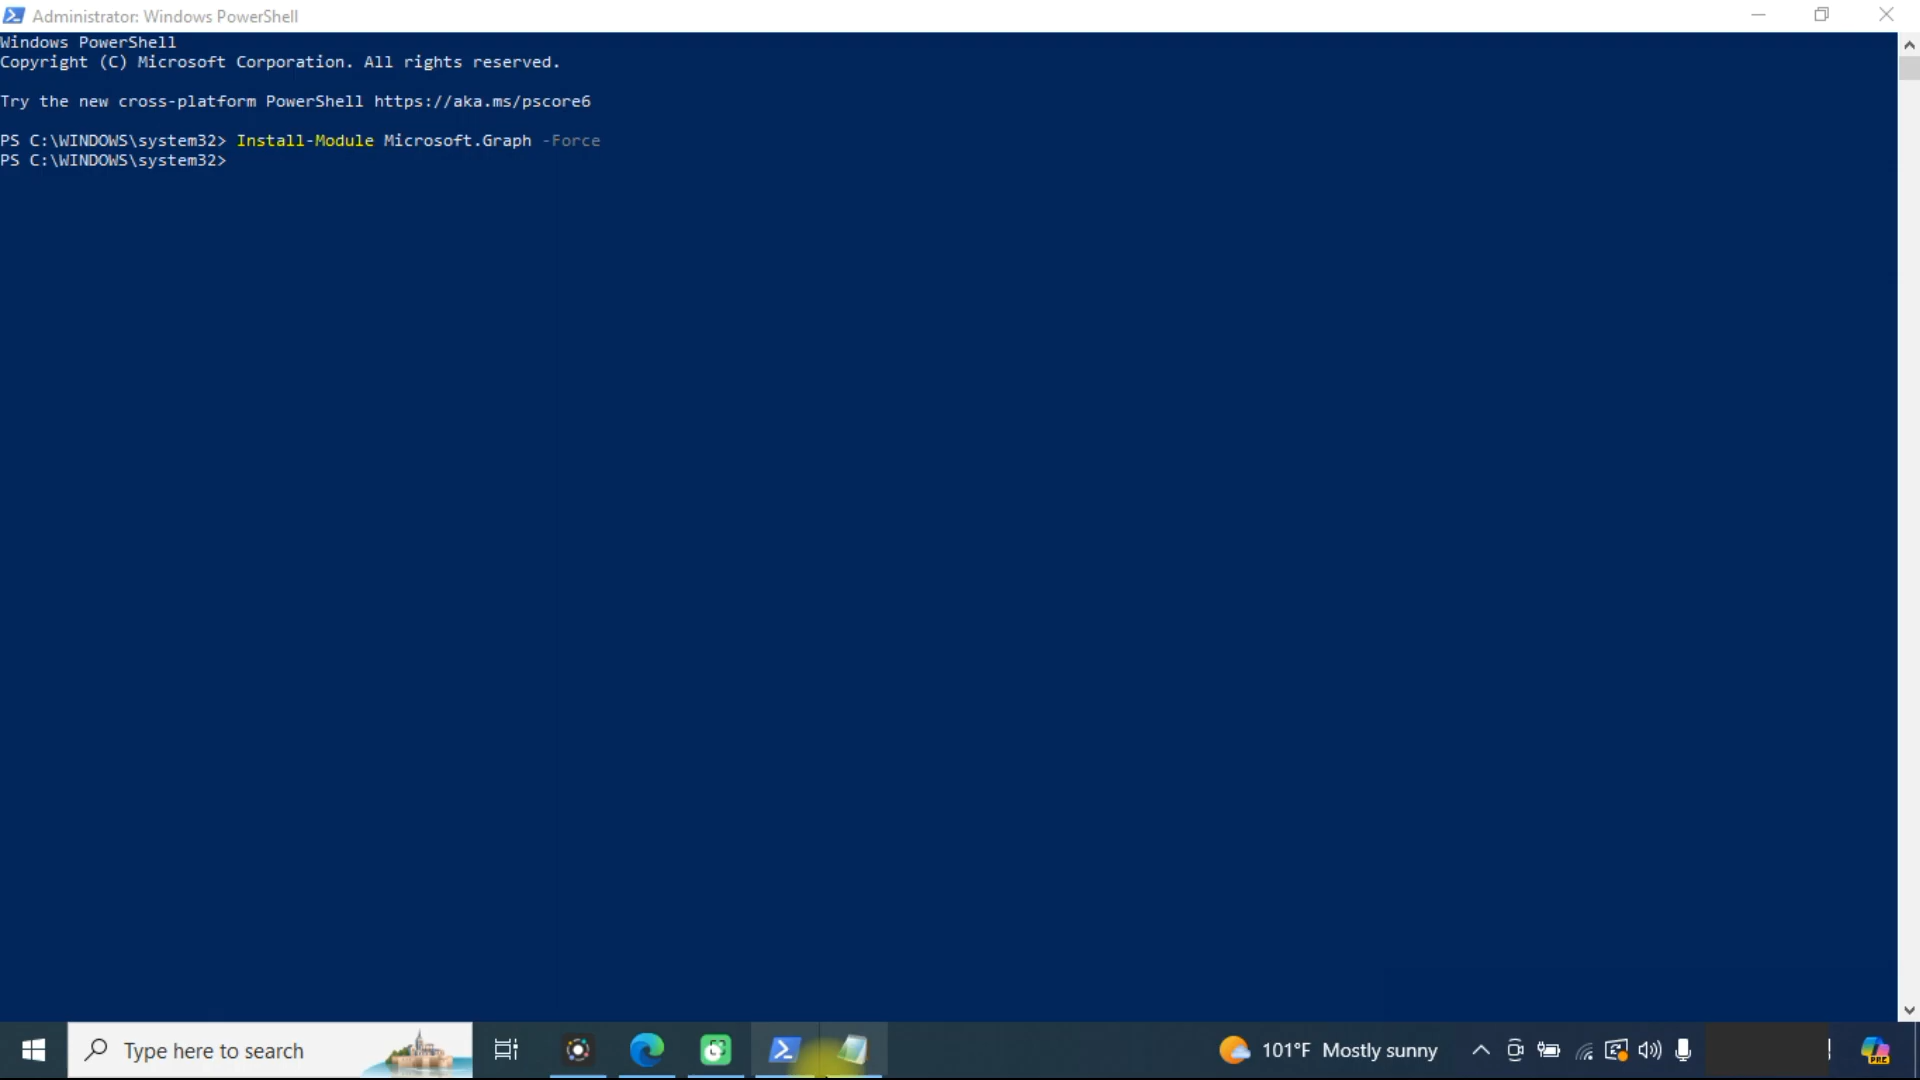 Administrator: Windows PowerShell
Windows PowerShell
Copyright (C) Microsoft Corporation. All rights reserved.
Try the new cross-platform PowerShell https://aka.ms/pscore6
PS C:\WINDOWS\system32> Install-Module Microsoft.Graph -Force
PS C:\WINDOWS\system32>
Type here to search
101°F Mostly sunny
PRE